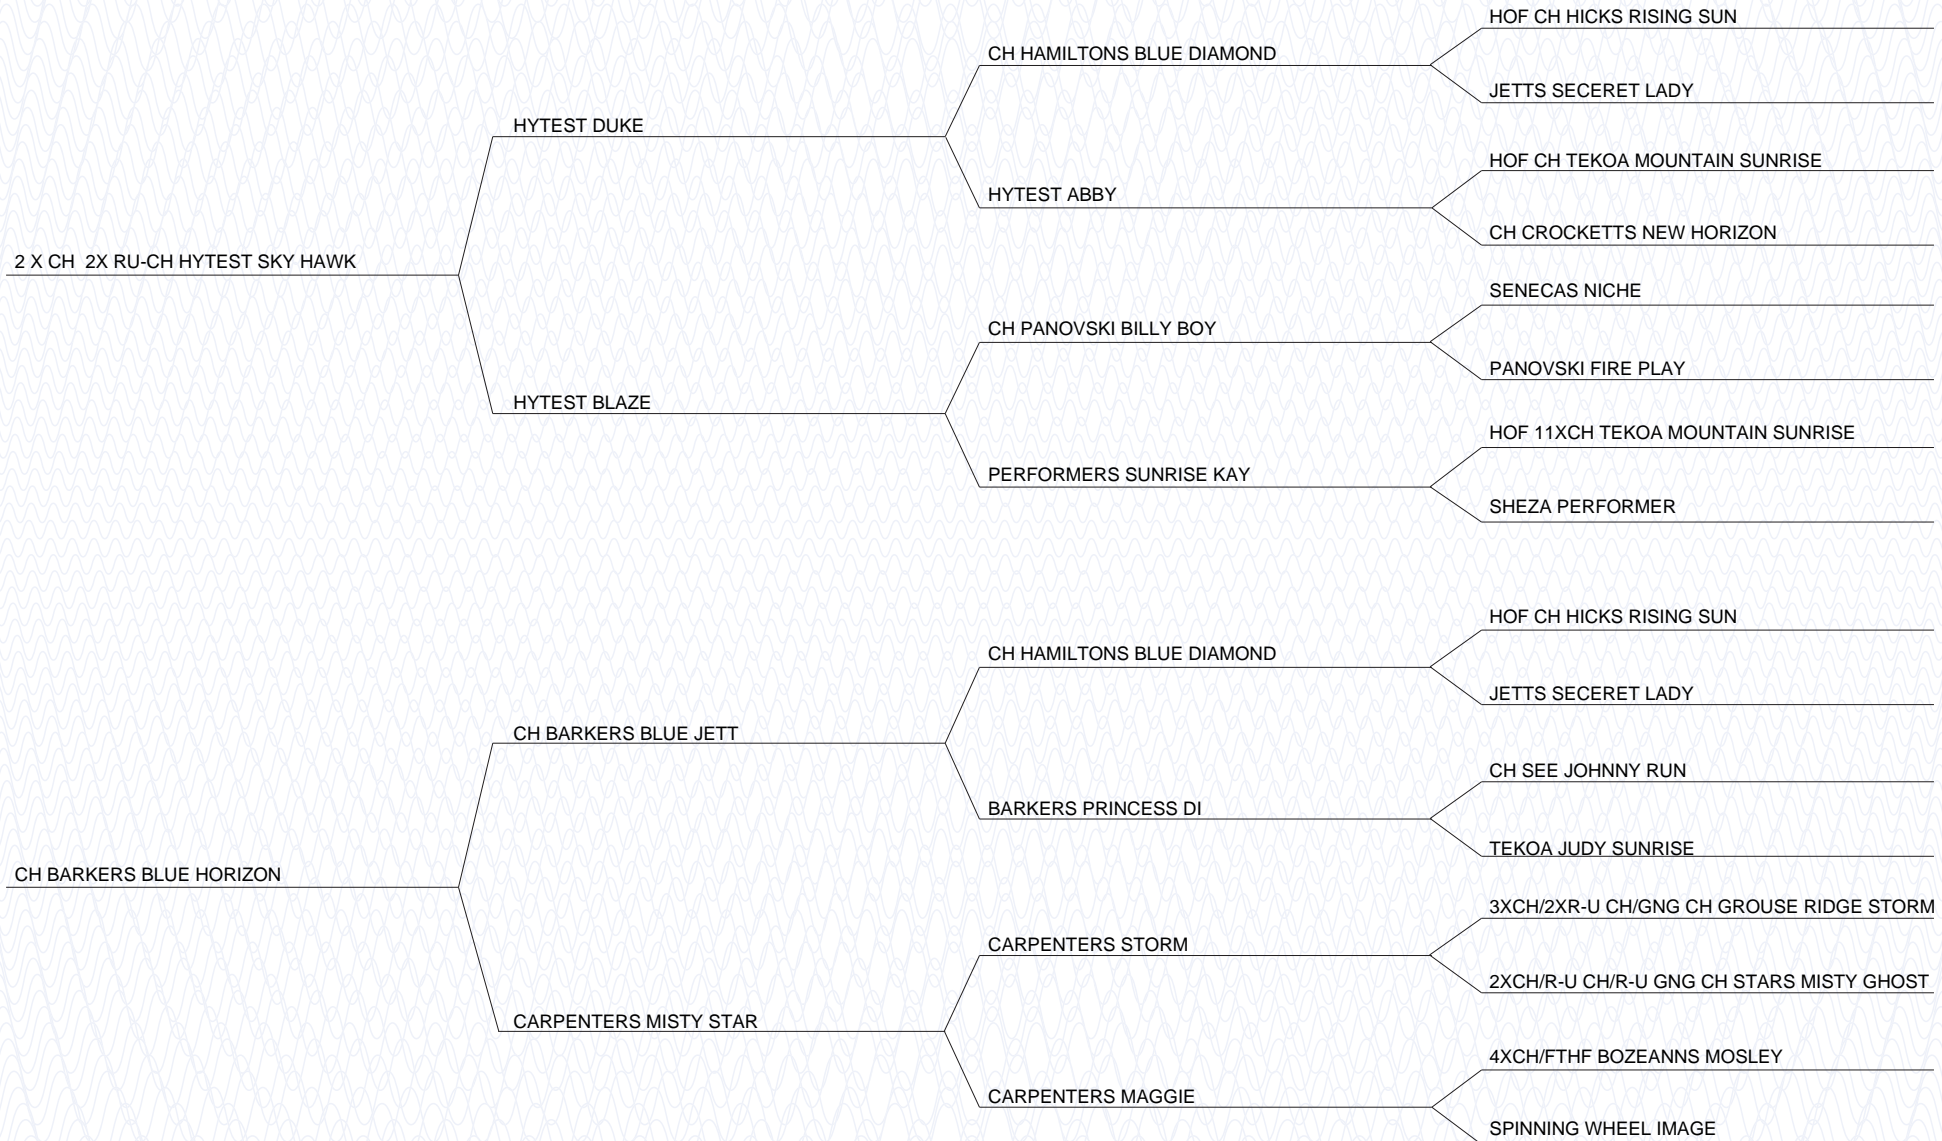 HOF CH HICKS RISING SUN
CH HAMILTONS BLUE DIAMOND
JETTS SECERET LADY
HYTEST DUKE
HOF CH TEKOA MOUNTAIN SUNRISE
HYTEST ABBY
CH CROCKETTS NEW HORIZON
2 X CH  2X RU-CH HYTEST SKY HAWK
SENECAS NICHE
CH PANOVSKI BILLY BOY
PANOVSKI FIRE PLAY
HYTEST BLAZE
HOF 11XCH TEKOA MOUNTAIN SUNRISE
PERFORMERS SUNRISE KAY
SHEZA PERFORMER
HOF CH HICKS RISING SUN
CH HAMILTONS BLUE DIAMOND
JETTS SECERET LADY
CH BARKERS BLUE JETT
CH SEE JOHNNY RUN
BARKERS PRINCESS DI
TEKOA JUDY SUNRISE
CH BARKERS BLUE HORIZON
3XCH/2XR-U CH/GNG CH GROUSE RIDGE STORM
CARPENTERS STORM
2XCH/R-U CH/R-U GNG CH STARS MISTY GHOST
CARPENTERS MISTY STAR
4XCH/FTHF BOZEANNS MOSLEY
CARPENTERS MAGGIE
SPINNING WHEEL IMAGE